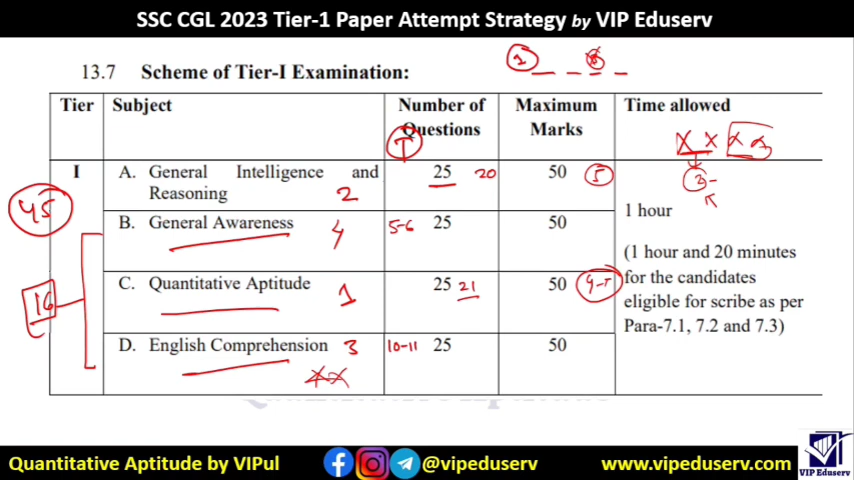 SSC CGL 2023 Tier-1 Paper Attempt Strategy by VIP Eduserv
13.7 Scheme of Tier-I Examination:
Tier Subject Number of Questions Maximum Marks Time allowed
I A. General Intelligence and Reasoning 2 25 20 50 5
45
B. General Awareness 4 5-6 25 50
C. Quantitative Aptitude 1 25 21 50
D. English Comprehension 3 10-11 25 50
16
1 hour
(1 hour and 20 minutes
for the candidates
eligible for scribe as per
Para-7.1, 7.2 and 7.3)
Quantitative Aptitude by VIPul @vipeduserv www.vipeduserv.com VIP Eduserv